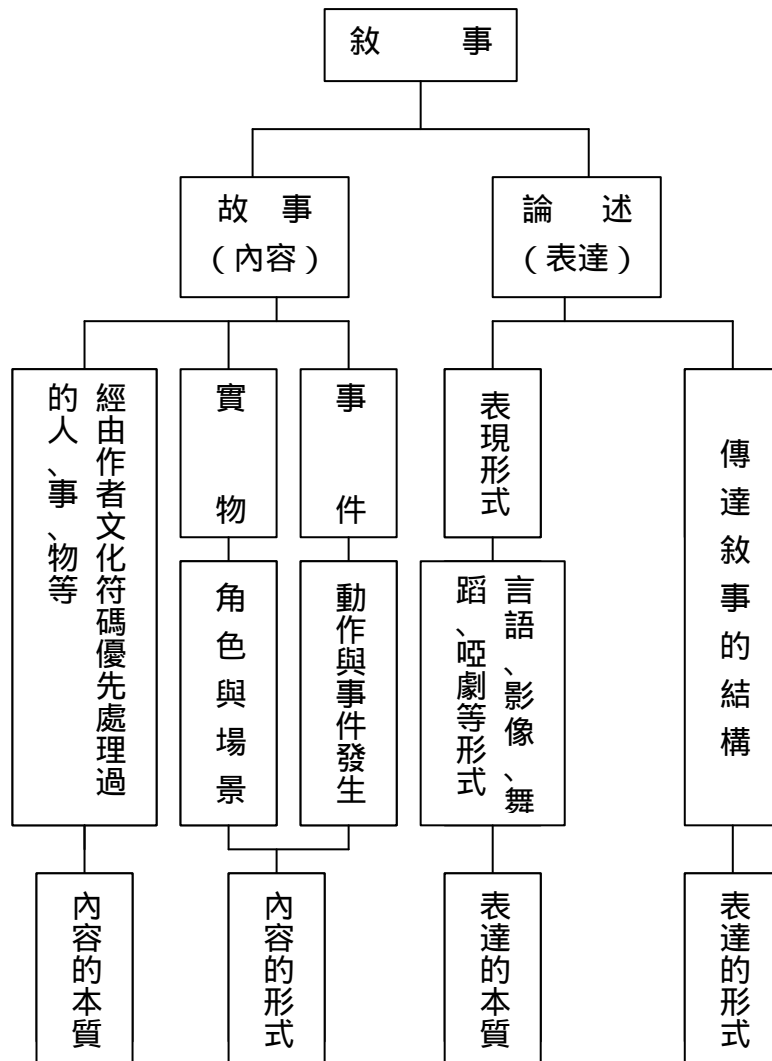 敘事
故事
(內容)
論述
(表達)
經由作者文化符碼優先處理過
的人、事、物等
實物
事件
表現形式
傳達敘事的結構
角色與場景
動作與事件發生
言語、影像、舞
蹈、啞劇等形式
內容的本質
內容的形式
表達的本質
表達的形式